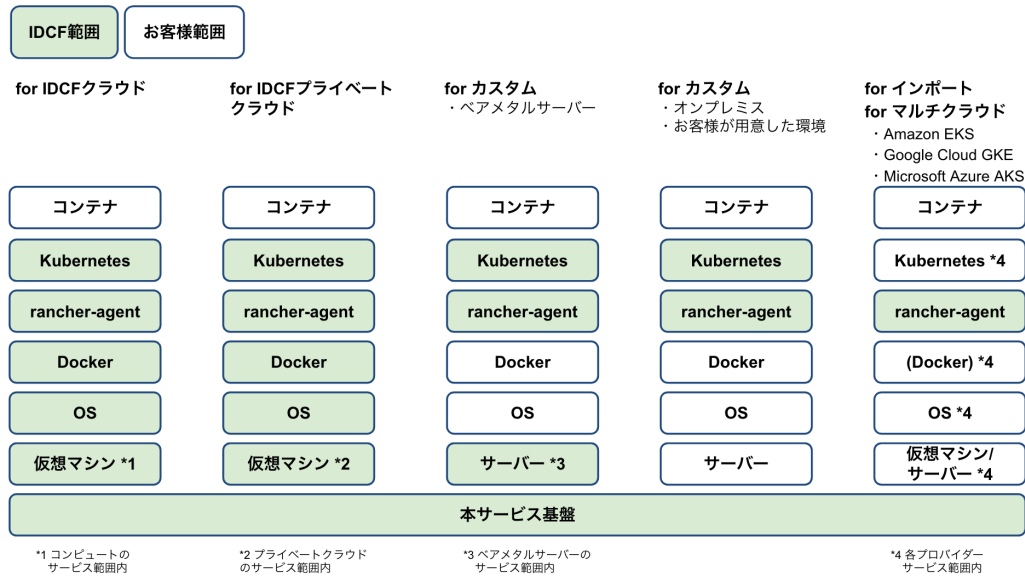 IDCF範囲
お客様範囲
for IDCFクラウド
for IDCFプライベート
クラウド
for カスタム
・ベアメタルサーバー
for カスタム
・オンプレミス
・お客様が用意した環境
for インポート
for マルチクラウド
・Amazon EKS
・Google Cloud GKE
・Microsoft Azure AKS
コンテナ
コンテナ
コンテナ
コンテナ
コンテナ
Kubernetes
Kubernetes
Kubernetes
Kubernetes
Kubernetes *4
rancher-agent
rancher-agent
rancher-agent
rancher-agent
rancher-agent
Docker
Docker
Docker
Docker
(Docker) *4
OS
OS
OS
OS
OS *4
仮想マシン *1
仮想マシン *2
サーバー *3
サーバー
仮想マシン/
サーバー *4
本サービス基盤
*1 コンピュートの
サービス範囲内
*2 プライベートクラウド
のサービス範囲内
*3 ベアメタルサーバーの
サービス範囲内
*4 各プロバイダー
サービス範囲内